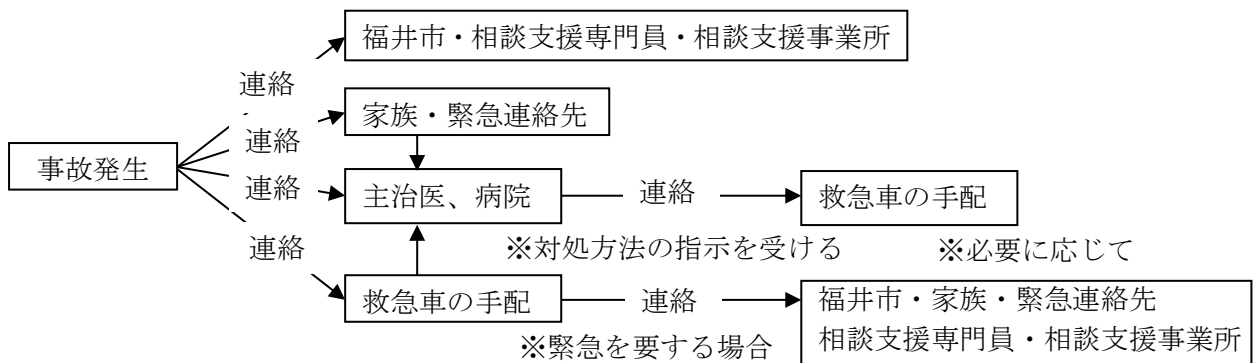 福井市・相談支援専門員・相談支援事業所
連絡
家族・緊急連絡先
連絡
事故発生
連絡
主治医、病院
連絡
救急車の手配
連絡
※対処方法の指示を受ける
※必要に応じて
救急車の手配
連絡
福井市・家族・緊急連絡先
相談支援専門員・相談支援事業所
※緊急を要する場合